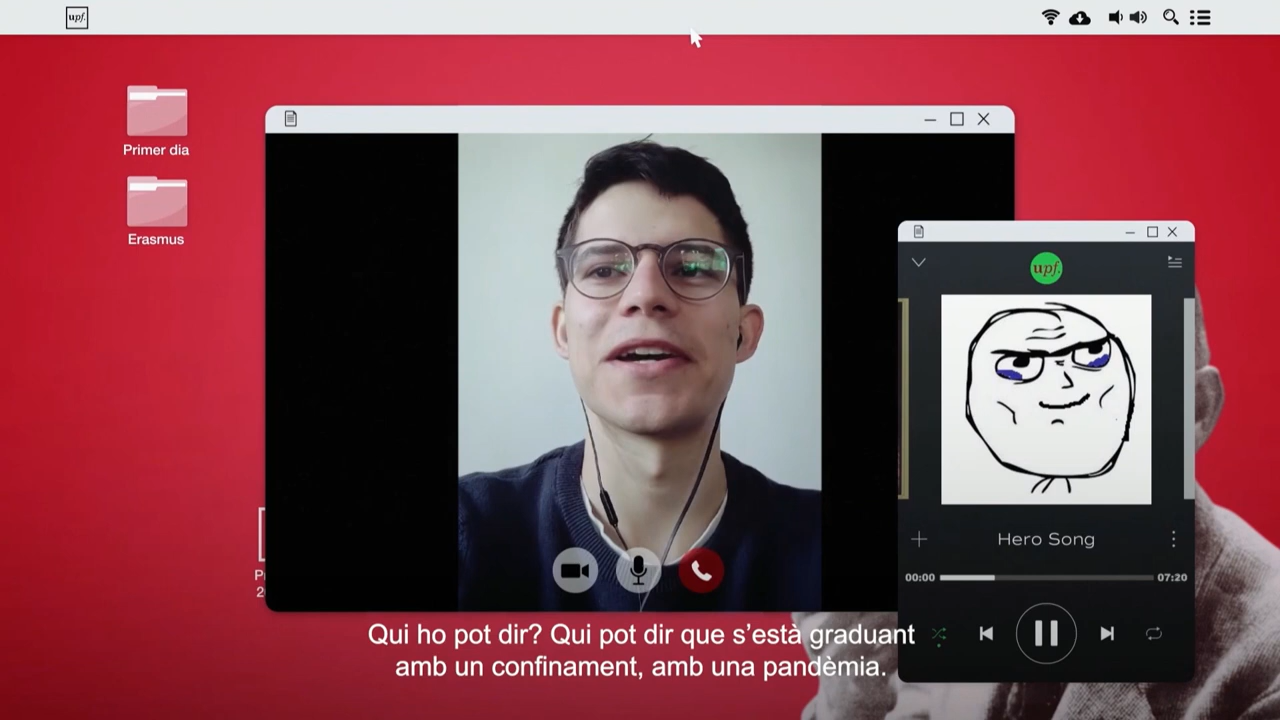 upf.
Primer dia
Erasmus
upf.
Hero Song
00:00
07:20
Qui ho pot dir? Qui pot dir que s’està graduant
amb un confinament, amb una pandèmia.